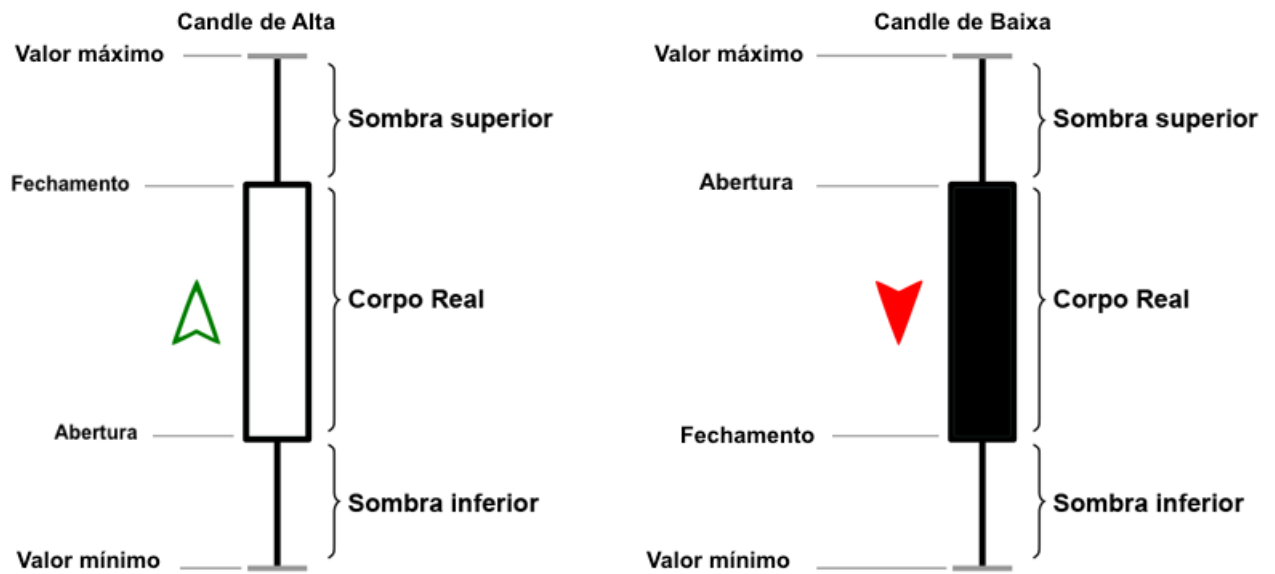 Candle de Alta
Valor máximo
Sombra superior
Fechamento
Corpo Real
Abertura
Sombra inferior
Valor mínimo
Candle de Baixa
Valor máximo
Sombra superior
Abertura
Corpo Real
Fechamento
Sombra inferior
Valor mínimo